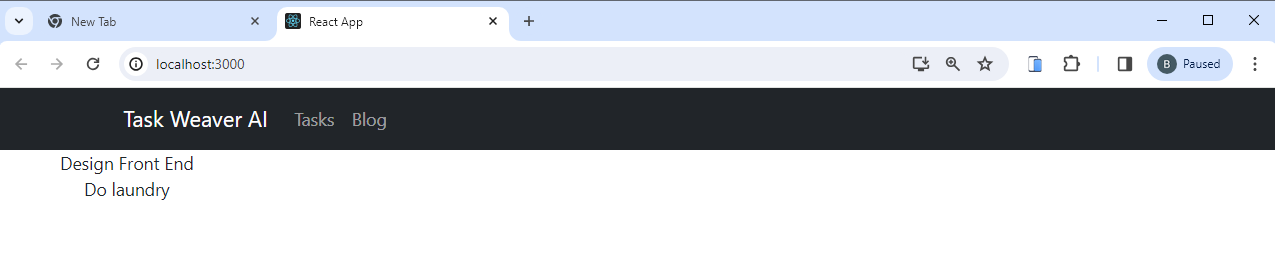 New Tab
React App
localhost:3000
B Paused
Task Weaver AI Tasks Blog
Design Front End
Do laundry